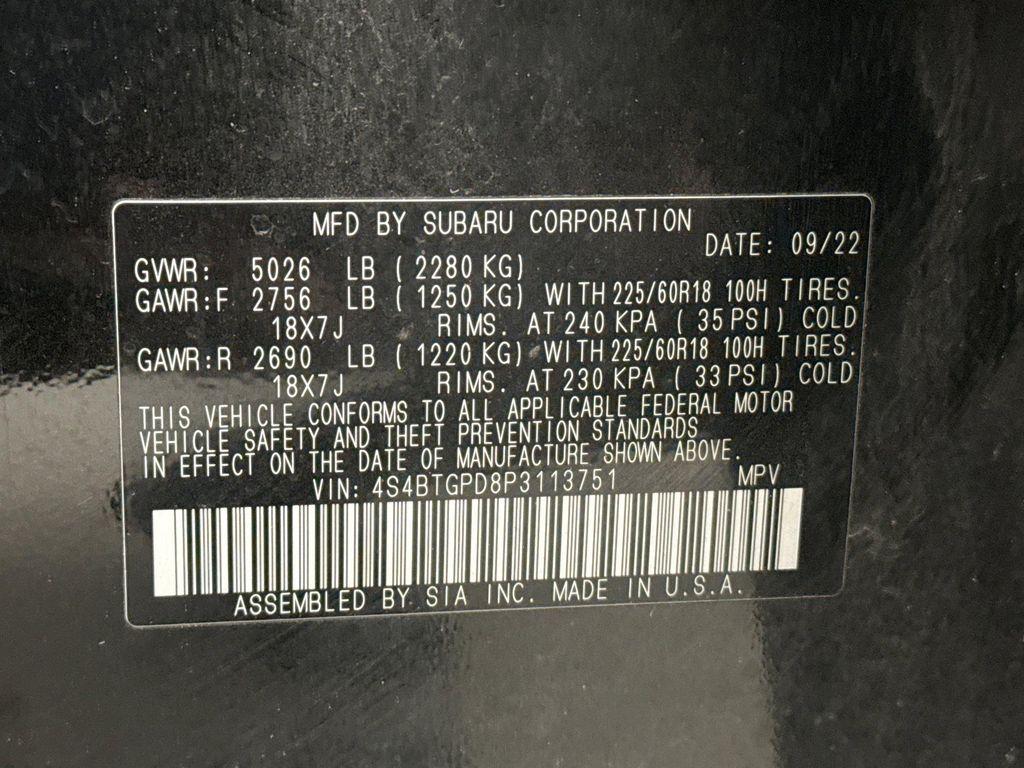 MFD BY SUBARU CORPORATION
DATE: 09/22
GVWR: 5026 LB ( 2280 KG)
GAWR:F 2756 LB ( 1250 KG) WITH 225/60R18 100H TIRES.
18X7J RIMS. AT 240 KPA ( 35 PSI) COLD
GAWR:R 2690 LB ( 1220 KG) WITH 225/60R18 100H TIRES.
18X7J RIMS. AT 230 KPA ( 33 PSI) COLD
THIS VEHICLE CONFORMS TO ALL APPLICABLE FEDERAL MOTOR
VEHICLE SAFETY AND THEFT PREVENTION STANDARDS
IN EFFECT ON THE DATE OF MANUFACTURE SHOWN ABOVE.
VIN: 4S4BTGPD8P3113751 MPV
ASSEMBLED BY SIA INC. MADE IN U.S.A.